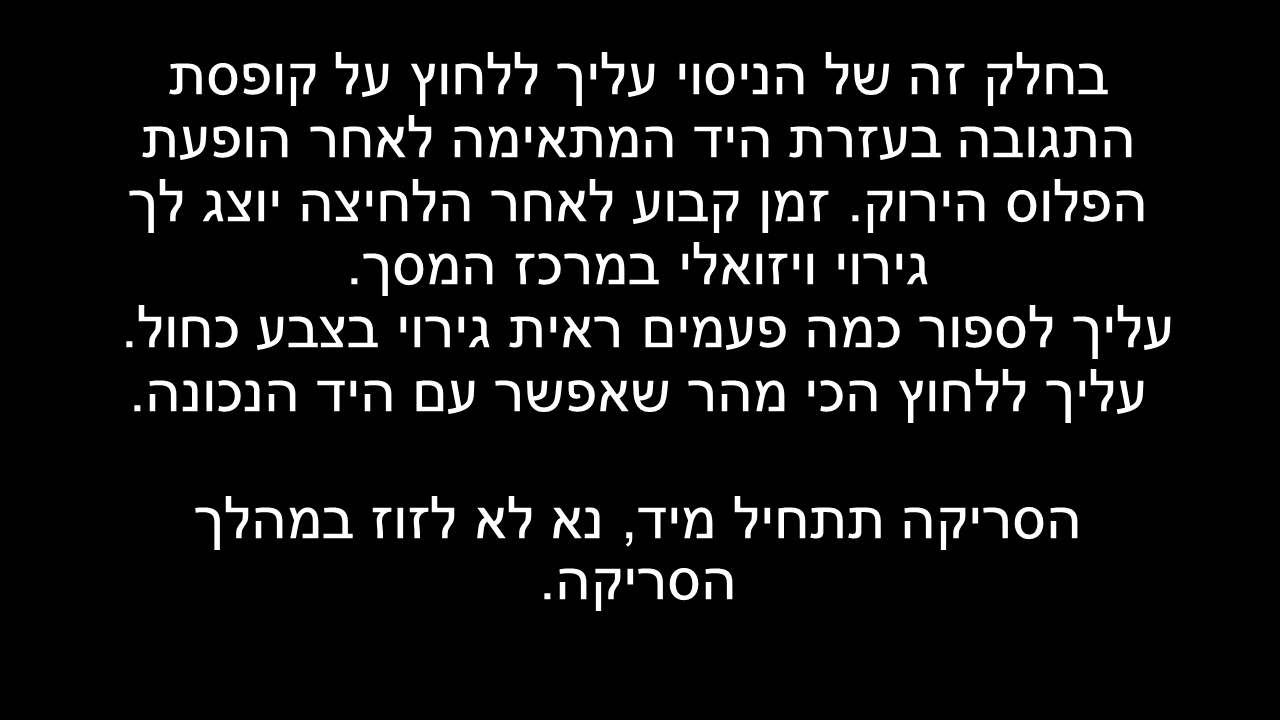 בחלק זה של הניסוי עליך ללחוץ על קופסת
התגובה בעזרת היד המתאימה לאחר הופעת
הפלוס הירוק. זמן קבוע לאחר הלחיצה יוצג לך
גירוי ויזואלי במרכז המסך.
עליך לספור כמה פעמים ראית גירוי בצבע כחול.
עליך ללחוץ הכי מהר שאפשר עם היד הנכונה.
הסריקה תתחיל מיד, נא לא לזוז במהלך
הסריקה.